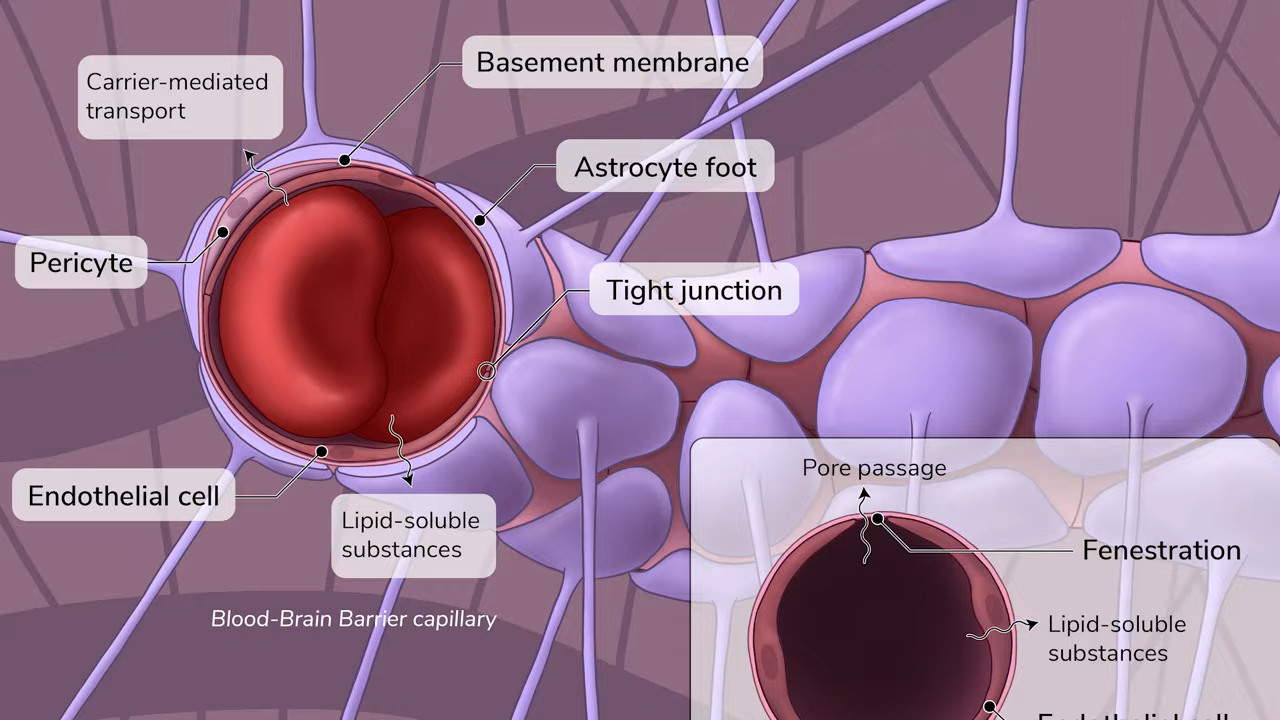 Carrier-mediated
transport
Basement membrane
Astrocyte foot
Pericyte
Tight junction
Endothelial cell
Lipid-soluble
substances
Blood-Brain Barrier capillary
Pore passage
Fenestration
Lipid-soluble
substances